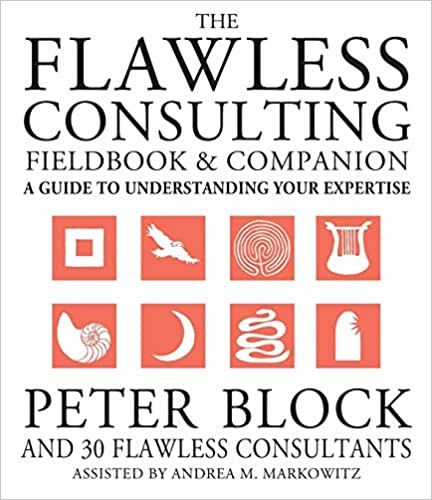 THE
FLAWLESS
CONSULTING
FIELDBOOK & COMPANION
A GUIDE TO UNDERSTANDING YOUR EXPERTISE
PETER BLOCK
AND 30 FLAWLESS CONSULTANTS
ASSISTED BY ANDREA M. MARKOWITZ